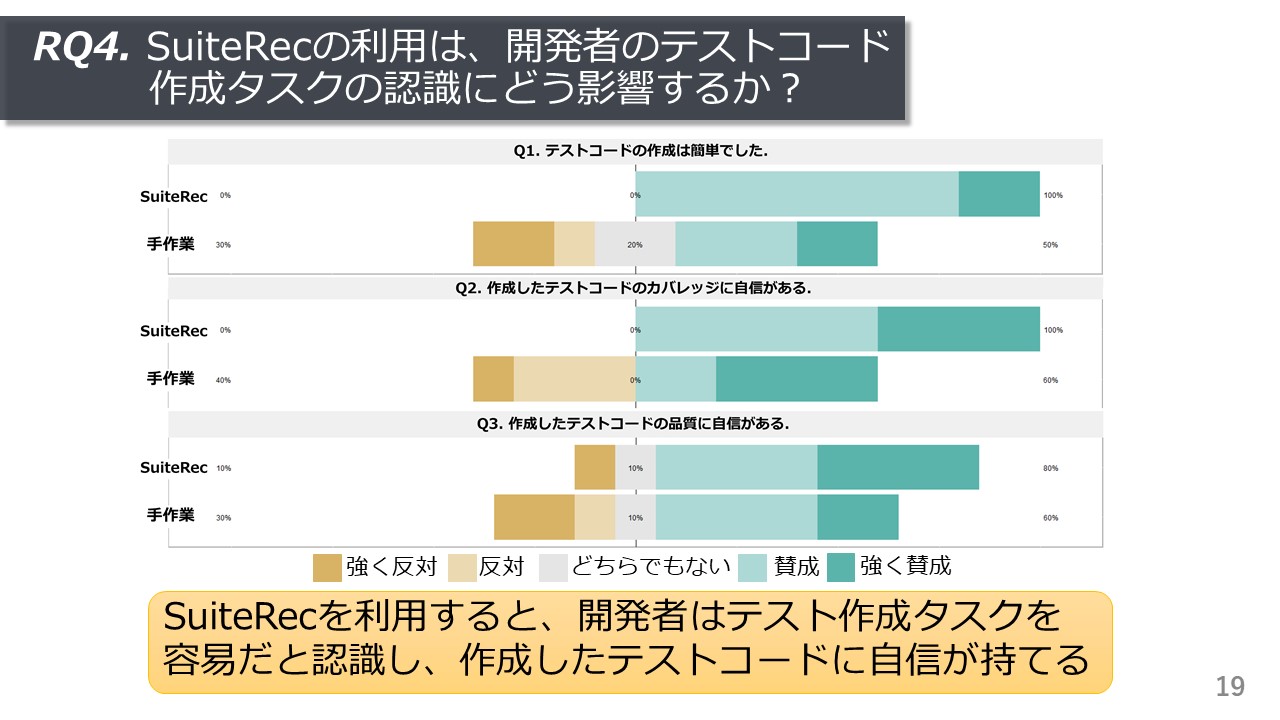 RQ4. SuiteRecの利用は、開発者のテストコード
作成タスクの認識にどう影響するか？
Q1. テストコードの作成は簡単でした.
SuiteRec 0% 0% 100%
手作業 30% 20% 50%
Q2. 作成したテストコードのカバレッジに自信がある.
SuiteRec 0% 0% 100%
手作業 40% 0% 60%
Q3. 作成したテストコードの品質に自信がある.
SuiteRec 10% 10% 80%
手作業 30% 10% 60%
強く反対 反対 どちらでもない 賛成 強く賛成
SuiteRecを利用すると、開発者はテスト作成タスクを
容易だと認識し、作成したテストコードに自信が持てる
19